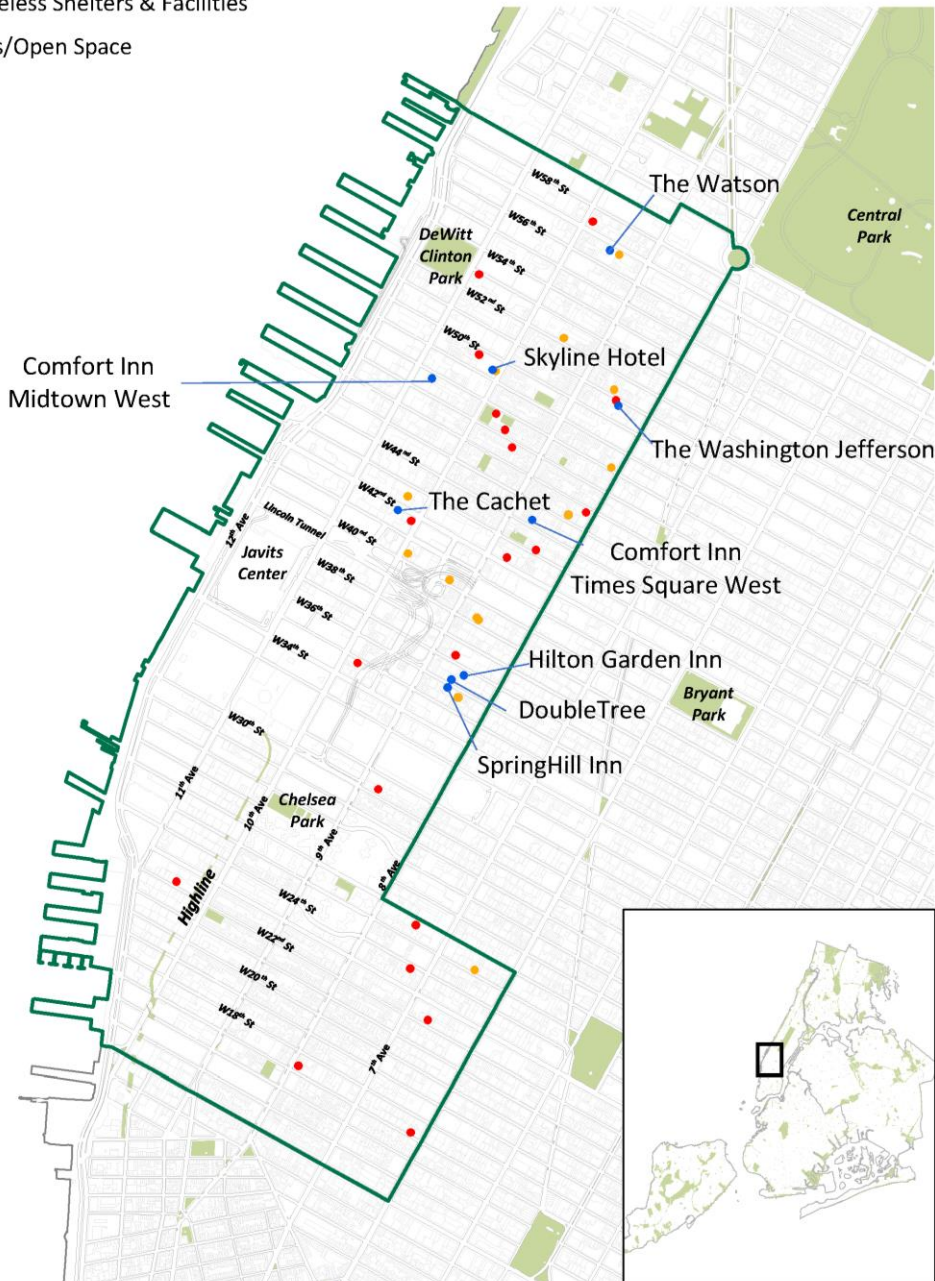 eless Shelters & Facilities
s/Open Space
W58th St
The Watson
W56th St
Central
Park
DeWitt
Clinton
Park
W54th St
W52nd St
W50th St
Skyline Hotel
Comfort Inn
Midtown West
The Washington Jefferson
W44nd St
W42nd St
The Cachet
Lincoln Tunnel
W40th St
12th Ave
Javits
Center
Comfort Inn
Times Square West
W38th St
W36th St
W34th St
Hilton Garden Inn
Bryant
Park
DoubleTree
W30th St
SpringHill Inn
11th Ave
10th Ave
Chelsea
Park
9th Ave
8th Ave
Highline
W24th St
W22nd St
W20th St
W18th St
7th Ave